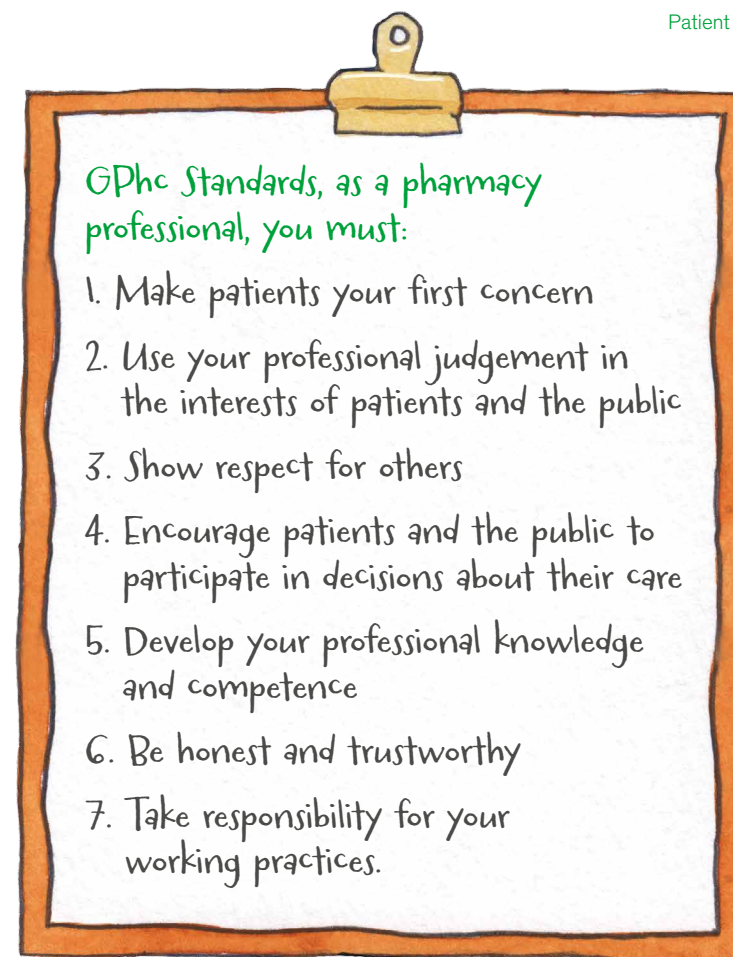 Patient
GPhc Standards, as a pharmacy
professional, you must:
1. Make patients your first concern
2. Use your professional judgement in
the interests of patients and the public
3. Show respect for others
4. Encourage patients and the public to
participate in decisions about their care
5. Develop your professional knowledge
and competence
6. Be honest and trustworthy
7. Take responsibility for your
working practices.